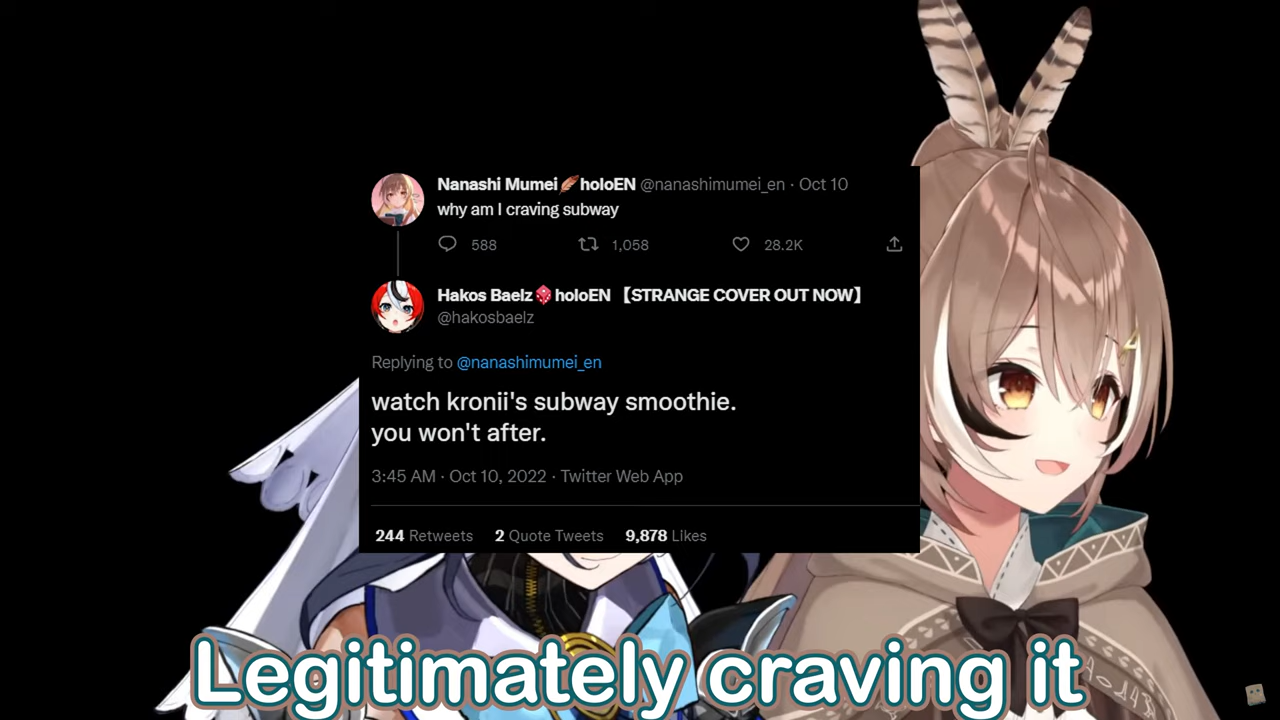 Nanashi Mumei🪶holoEN @nanashimumei_en · Oct 10
why am I craving subway
588 1,058 28.2K
Hakos Baelz🎲holoEN 【STRANGE COVER OUT NOW】
@hakosbaelz
Replying to @nanashimumei_en
watch kronii's subway smoothie.
you won't after.
3:45 AM · Oct 10, 2022 · Twitter Web App
244 Retweets 2 Quote Tweets 9,878 Likes
Legitimately craving it